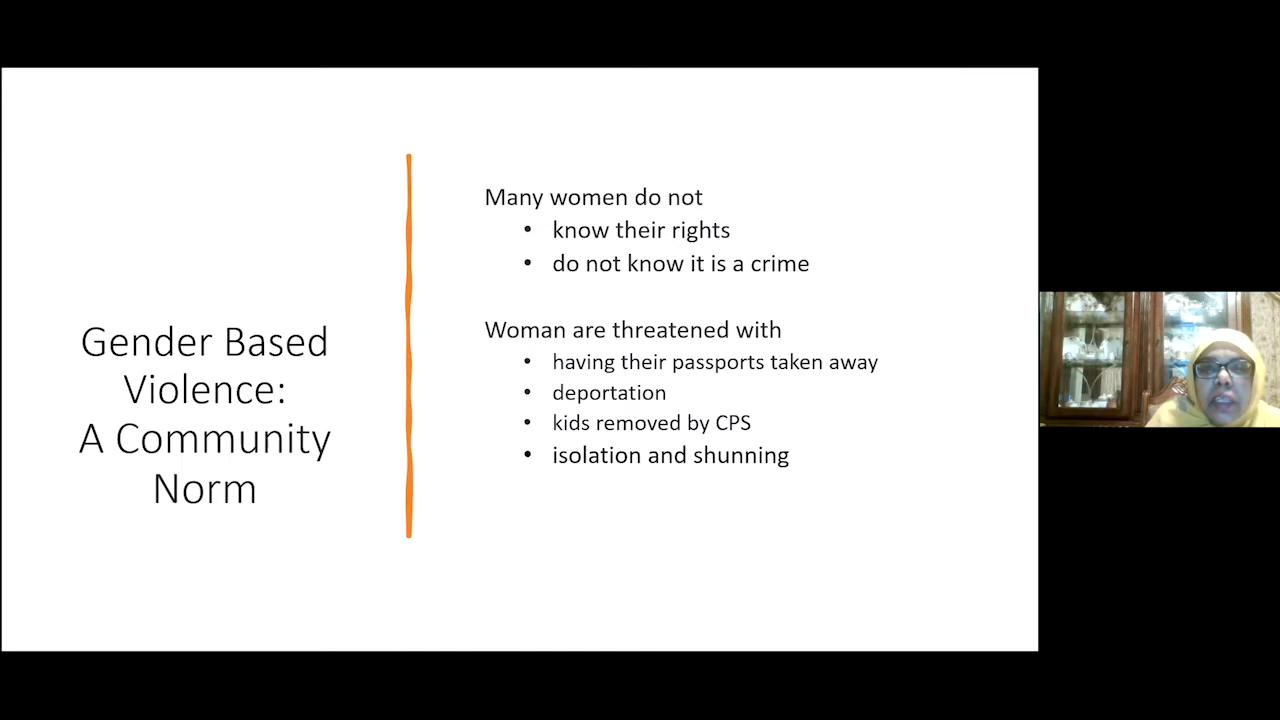 Gender Based
Violence:
A Community
Norm
Many women do not
• know their rights
• do not know it is a crime
Woman are threatened with
• having their passports taken away
• deportation
• kids removed by CPS
• isolation and shunning